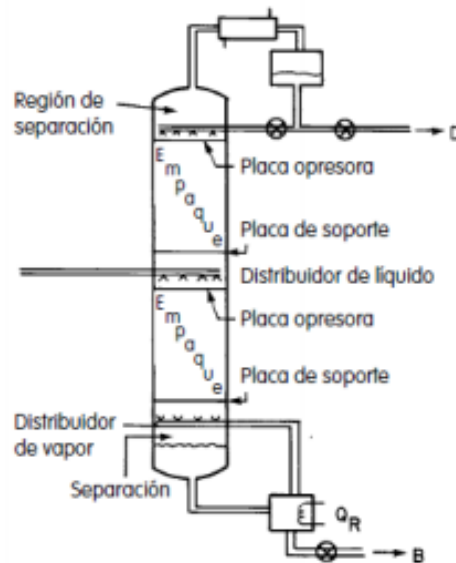 Región de
separación
D
Placa opresora
Empaque
Placa de soporte
Distribuidor de líquido
Placa opresora
Empaque
Placa de soporte
Distribuidor
de vapor
Separación
QR
B